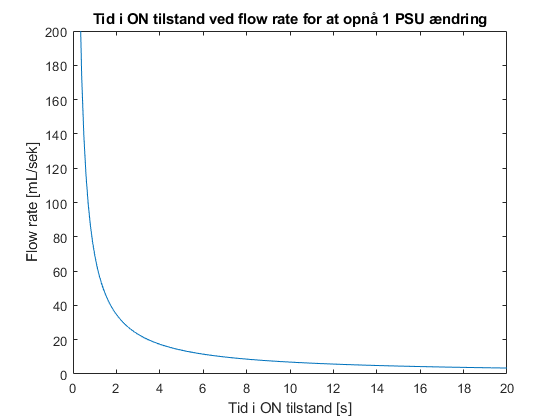 Tid i ON tilstand ved flow rate for at opnå 1 PSU ændring
200
180
160
140
120
100
80
60
40
20
0
Flow rate [mL/sek]
0 2 4 6 8 10 12 14 16 18 20
Tid i ON tilstand [s]